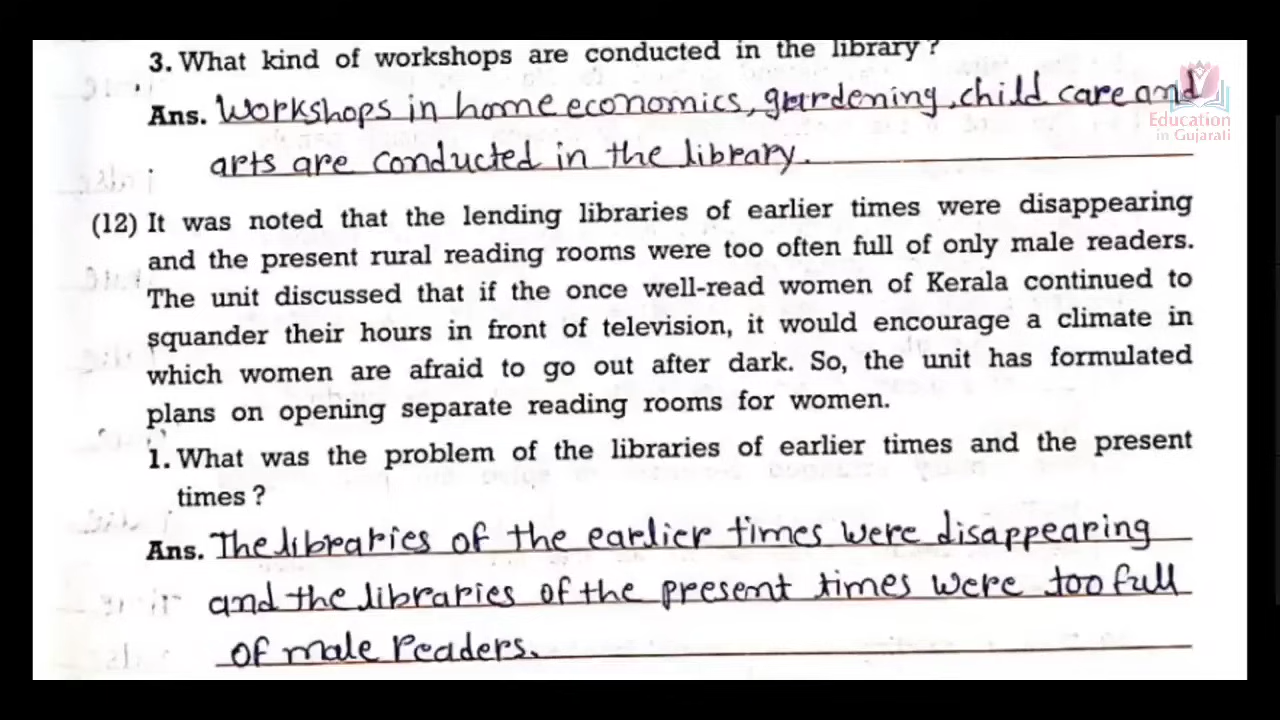 3. What kind of workshops are conducted in the library ?
Ans. Workshops in home economics, gardening, child care and
arts are conducted in the library.
Education
in Gujarati
(12) It was noted that the lending libraries of earlier times were disappearing
and the present rural reading rooms were too often full of only male readers.
The unit discussed that if the once well-read women of Kerala continued to
squander their hours in front of television, it would encourage a climate in
which women are afraid to go out after dark. So, the unit has formulated
plans on opening separate reading rooms for women.
1. What was the problem of the libraries of earlier times and the present
times ?
Ans. The libraries of the earlier times were disappearing
and the libraries of the present times were too full
of male readers.